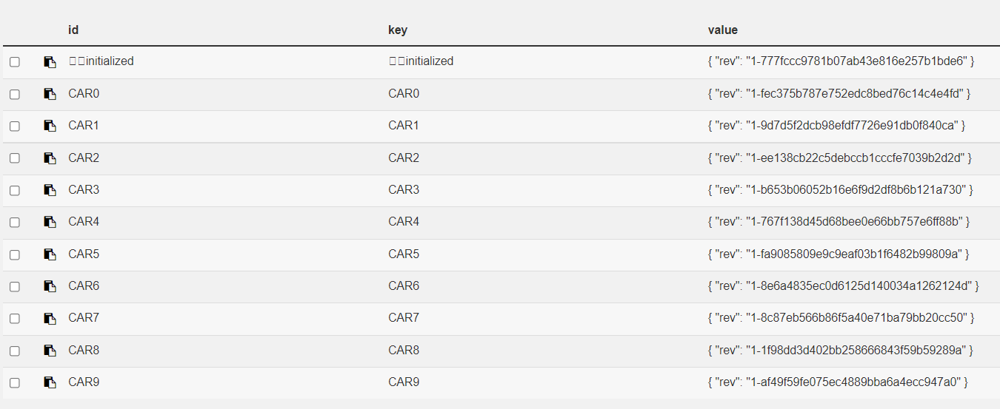 id key value
□□initialized □□initialized { "rev": "1-777fccc9781b07ab43e816e257b1bde6" }
CAR0 CAR0 { "rev": "1-fec375b787e752edc8bed76c14c4e4fd" }
CAR1 CAR1 { "rev": "1-9d7d5f2dcb98efdf7726e91db0f840ca" }
CAR2 CAR2 { "rev": "1-ee138cb22c5debccb1cccfe7039b2d2d" }
CAR3 CAR3 { "rev": "1-b653b06052b16e6f9d2df8b6b121a730" }
CAR4 CAR4 { "rev": "1-767f138d45d68bee0e66bb757e6ff88b" }
CAR5 CAR5 { "rev": "1-fa9085809e9c9eaf03b1f6482b99809a" }
CAR6 CAR6 { "rev": "1-8e6a4835ec0d6125d140034a1262124d" }
CAR7 CAR7 { "rev": "1-8c87eb566b86f5a40e71ba79bb20cc50" }
CAR8 CAR8 { "rev": "1-1f98dd3d402bb258666843f59b59289a" }
CAR9 CAR9 { "rev": "1-af49f59fe075ec4889bba6a4ecc947a0" }